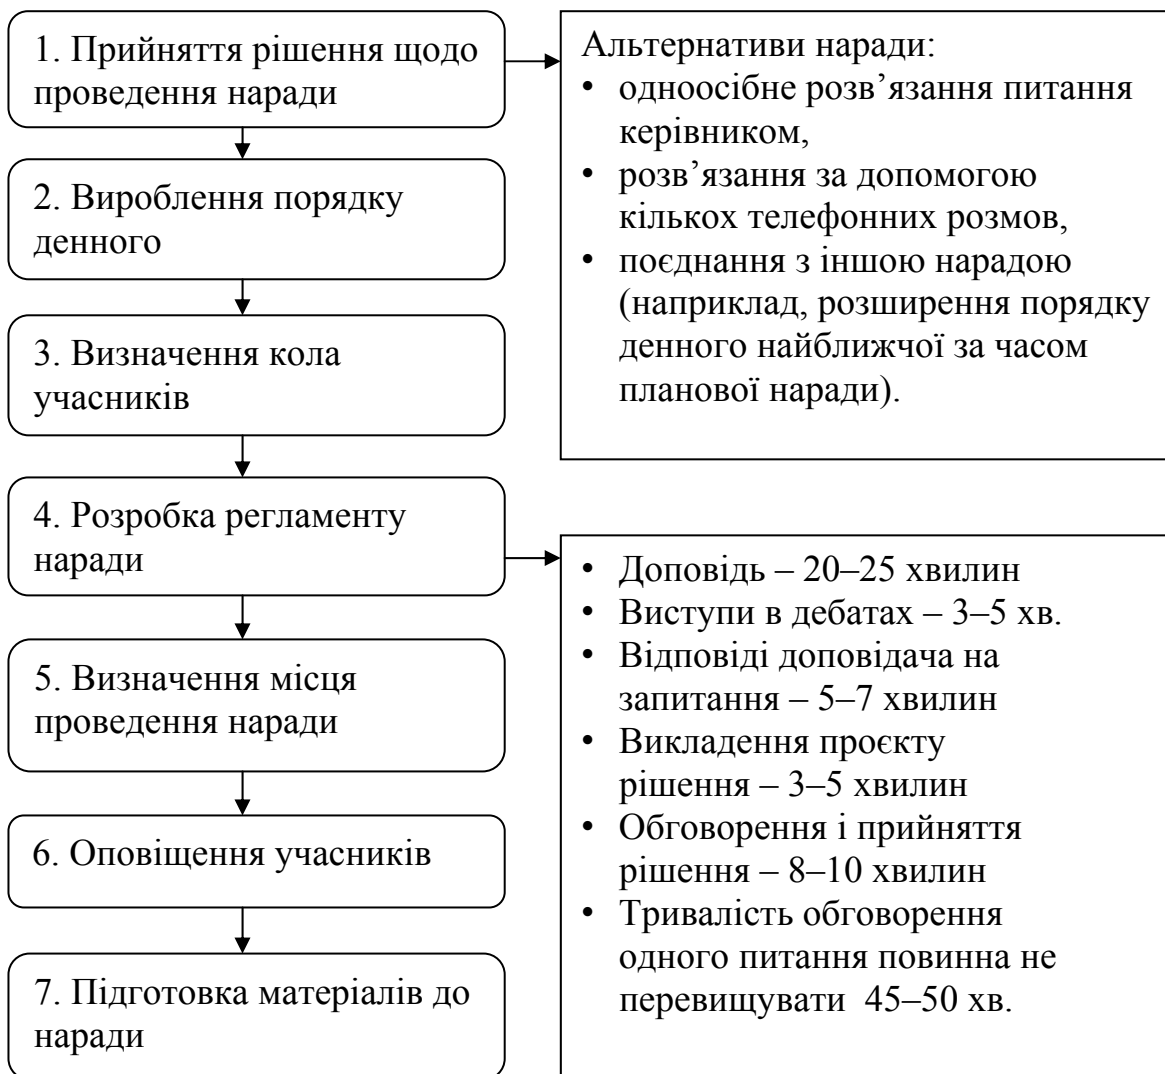 1. Прийняття рішення щодо
проведення наради
Альтернативи наради:
• одноосібне розв’язання питання
керівником,
• розв’язання за допомогою
кількох телефонних розмов,
• поєднання з іншою нарадою
(наприклад, розширення порядку
денного найближчої за часом
планової наради).
2. Вироблення порядку
денного
3. Визначення кола
учасників
4. Розробка регламенту
наради
• Доповідь – 20–25 хвилин
• Виступи в дебатах – 3–5 хв.
• Відповіді доповідача на
запитання – 5–7 хвилин
• Викладення проєкту
рішення – 3–5 хвилин
• Обговорення і прийняття
рішення – 8–10 хвилин
• Тривалість обговорення
одного питання повинна не
перевищувати 45–50 хв.
5. Визначення місця
проведення наради
6. Оповіщення учасників
7. Підготовка матеріалів до
наради